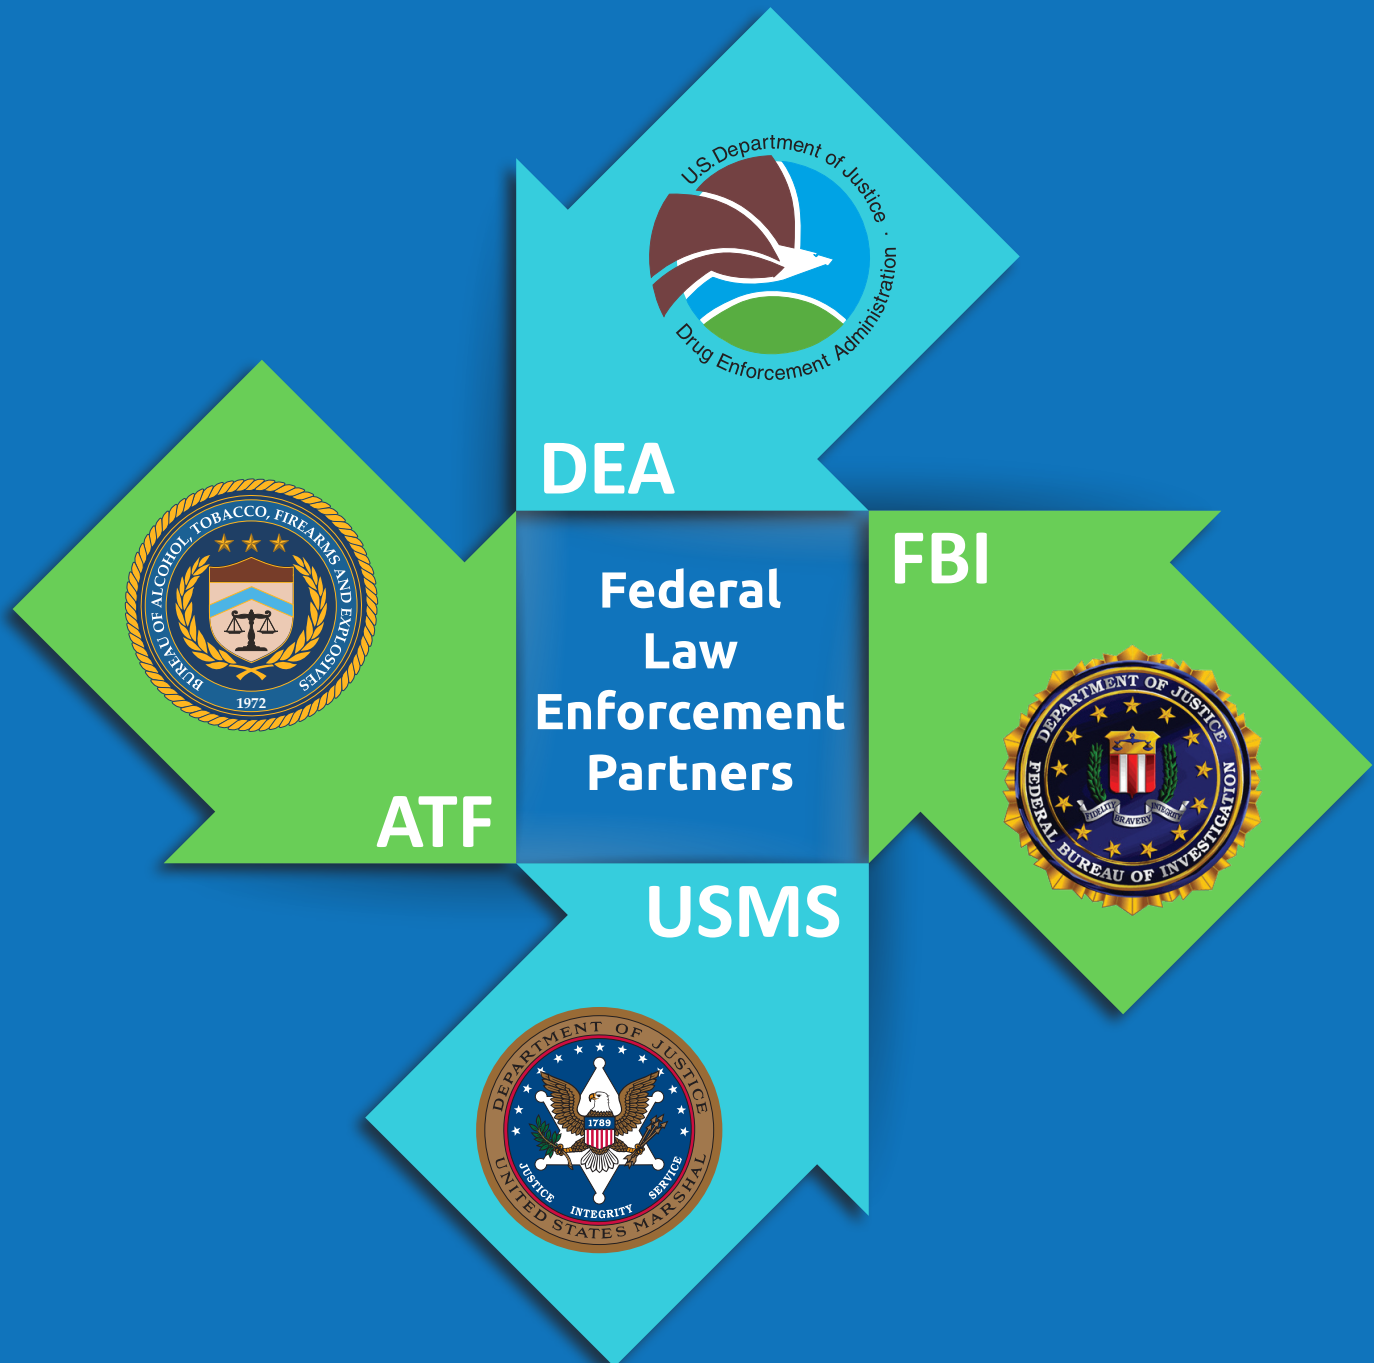 U.S. Department of Justice ·
Drug Enforcement Administration
DEA
FBI
DEPARTMENT OF JUSTICE
FEDERAL BUREAU OF INVESTIGATION
FIDELITY
BRAVERY
INTEGRITY
BUREAU OF ALCOHOL, TOBACCO, FIREARMS AND EXPLOSIVES
1972
ATF
Federal
Law
Enforcement
Partners
USMS
DEPARTMENT OF JUSTICE
UNITED STATES MARSHAL
1789
JUSTICE
INTEGRITY
SERVICE